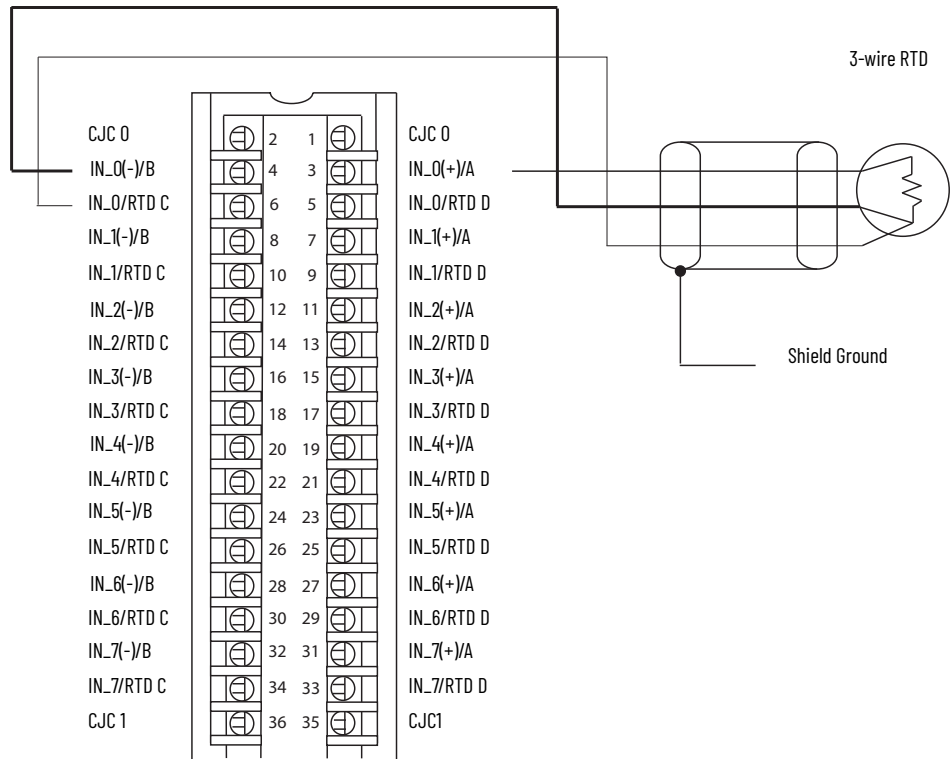 3-wire RTD
CJC 0 2 1 CJC 0
IN_0(-)/B 4 3 IN_0(+)/A
IN_0/RTD C 6 5 IN_0/RTD D
IN_1(-)/B 8 7 IN_1(+)/A
IN_1/RTD C 10 9 IN_1/RTD D
IN_2(-)/B 12 11 IN_2(+)/A
IN_2/RTD C 14 13 IN_2/RTD D
IN_3(-)/B 16 15 IN_3(+)/A
IN_3/RTD C 18 17 IN_3/RTD D
IN_4(-)/B 20 19 IN_4(+)/A
IN_4/RTD C 22 21 IN_4/RTD D
IN_5(-)/B 24 23 IN_5(+)/A
IN_5/RTD C 26 25 IN_5/RTD D
IN_6(-)/B 28 27 IN_6(+)/A
IN_6/RTD C 30 29 IN_6/RTD D
IN_7(-)/B 32 31 IN_7(+)/A
IN_7/RTD C 34 33 IN_7/RTD D
CJC 1 36 35 CJC1
Shield Ground